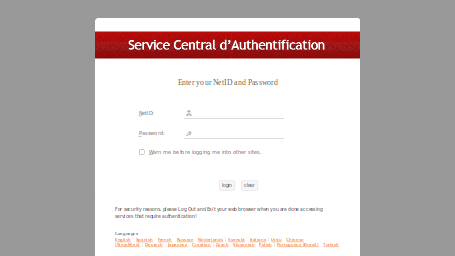 Service Central d'Authentification
Enter your NetID and Password
NetID:
Password:
Warn me before logging me into other sites.
login clear
For security reasons, please Log Out and Exit your web browser when you are done accessing
services that require authentication!
Languages:
English | Spanish | French | Russian | Nederlands | Svenskt | Italiano | Urdu | Chinese
(Simplified) | Deutsch | Japanese | Croatian | Czech | Slovenian | Polish | Portuguese (Brazil) | Turkish